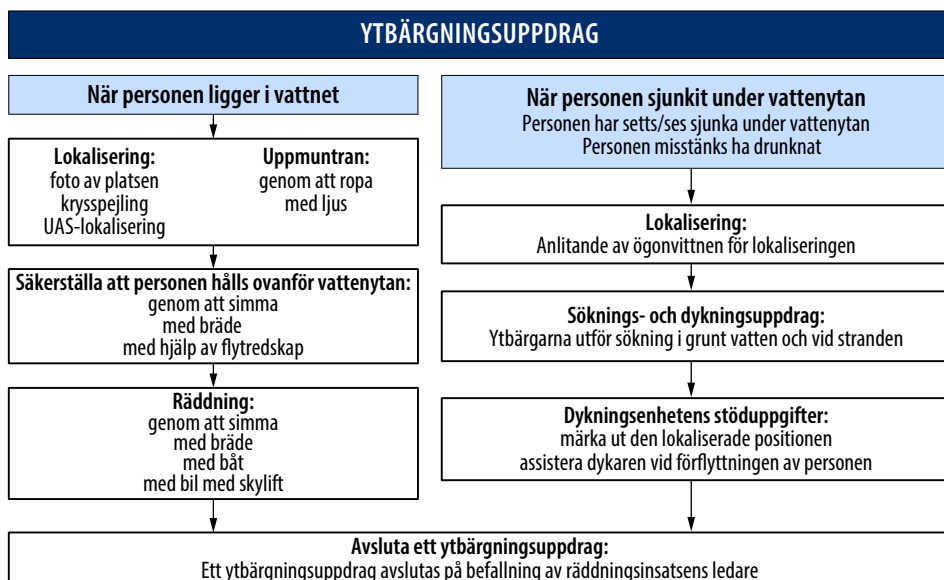 YTBÄRGNINGSUPPDRAG
När personen ligger i vattnet
Lokalisering:
foto av platsen
krysspejling
UAS-lokalisering
Uppmuntran:
genom att ropa
med ljus
Säkerställa att personen hålls ovanför vattenytan:
genom att simma
med bräde
med hjälp av flytredskap
Räddning:
genom att simma
med bräde
med båt
med bil med skylift
När personen sjunkit under vattenytan
Personen har setts/ses sjunka under vattenytan
Personen misstänks ha drunknat
Lokalisering:
Anlitande av ögonvittnen för lokaliseringen
Söknings- och dykningsuppdrag:
Ytbärgarna utför sökning i grunt vatten och vid stranden
Dykningsenhetens stöduppgifter:
märka ut den lokaliserade positionen
assistera dykaren vid förflyttningen av personen
Avsluta ett ytbärgningsuppdrag:
Ett ytbärgningsuppdrag avslutas på befallning av räddningsinsatsens ledare